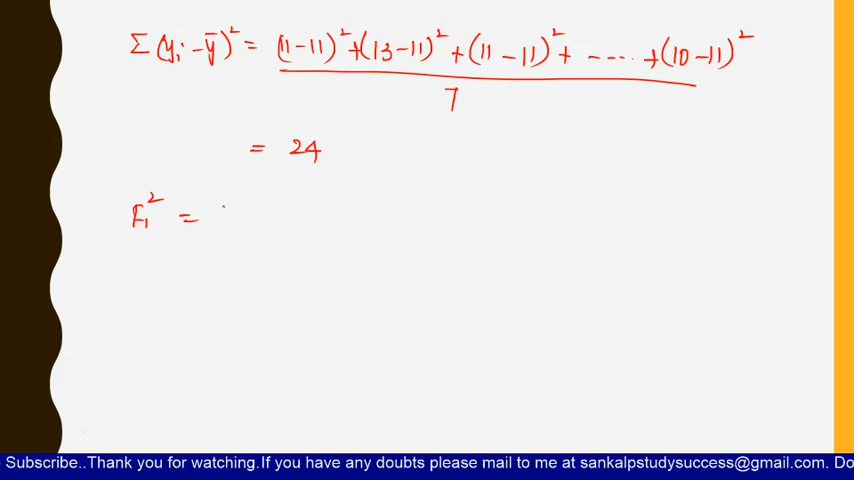 Σ(yi - ȳ)² = (11-11)² + (13-11)² + (11-11)² + ..... + (10-11)²
7
= 24
F₁² =
Subscribe..Thank you for watching.If you have any doubts please mail to me at sankalpstudysuccess@gmail.com. Do